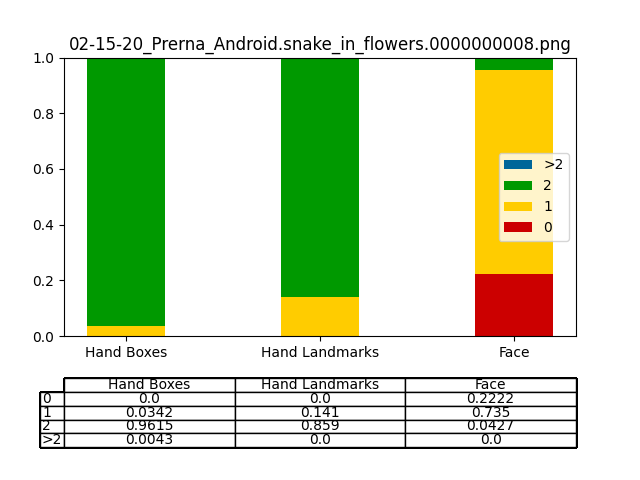 02-15-20_Prerna_Android.snake_in_flowers.0000000008.png
1.0
0.8
0.6
0.4
0.2
0.0
>2
2
1
0
Hand Boxes Hand Landmarks Face
Hand Boxes Hand Landmarks Face
0 0.0 0.0 0.2222
1 0.0342 0.141 0.735
2 0.9615 0.859 0.0427
>2 0.0043 0.0 0.0